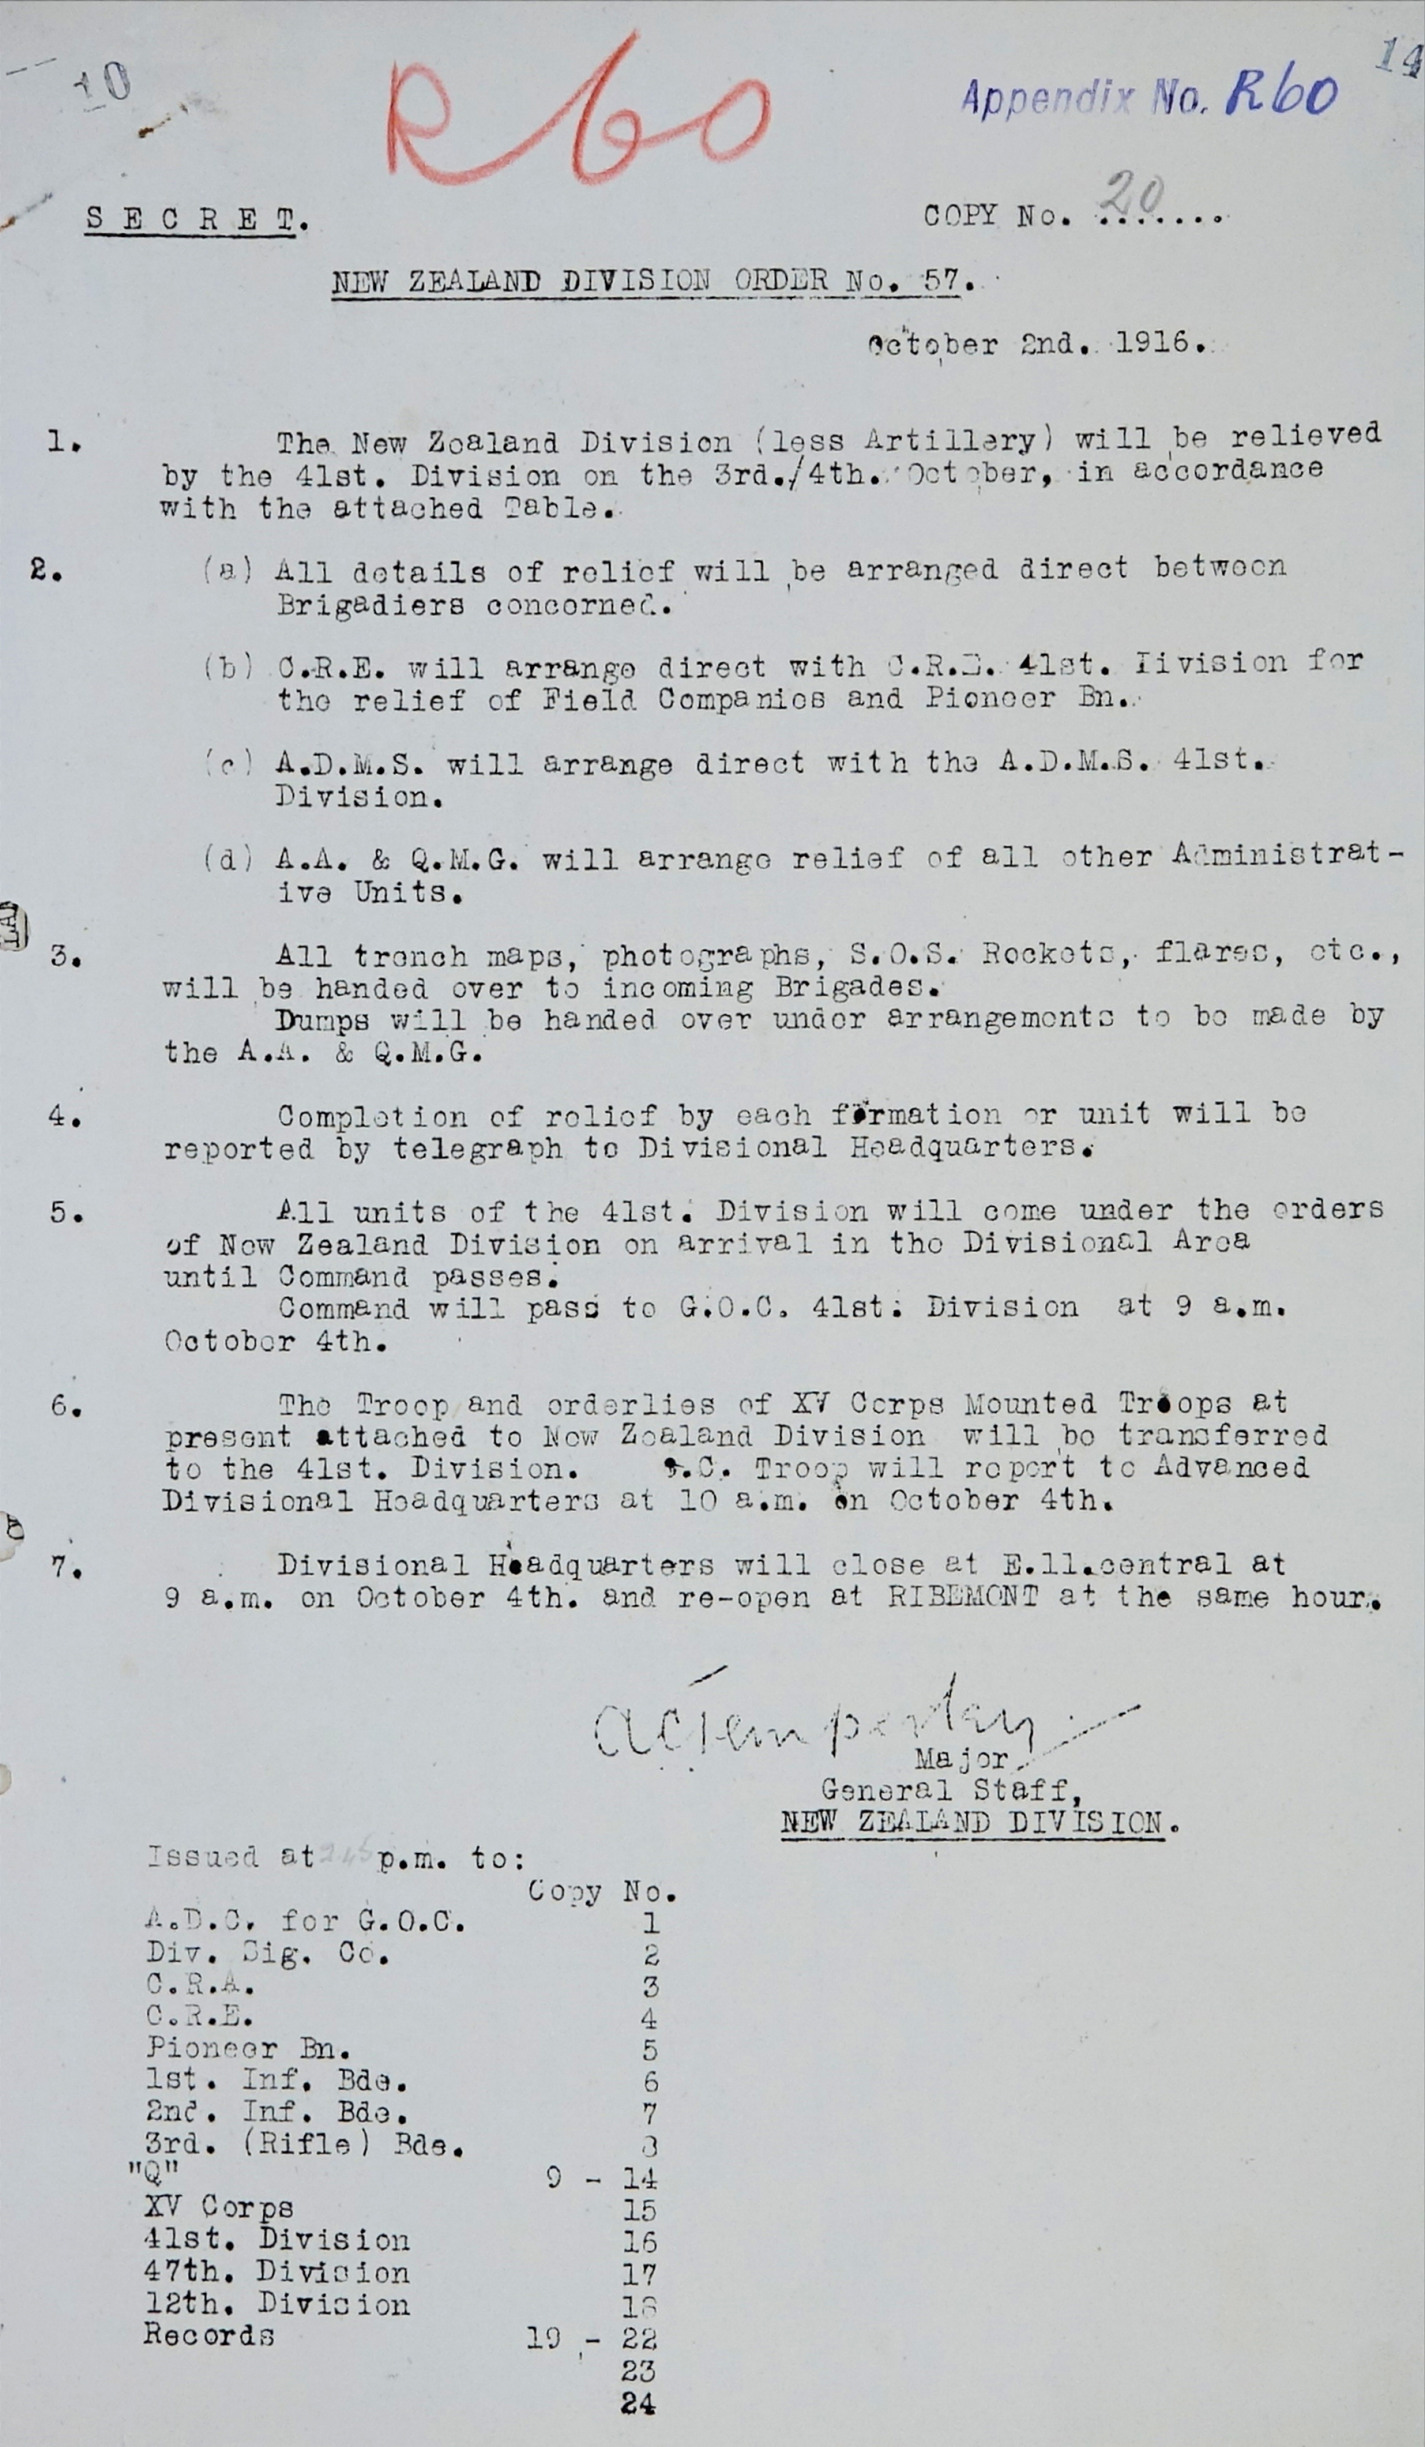 10
R60
Appendix No. R60
14
SECRET.
COPY No. 20.......
NEW ZEALAND DIVISION ORDER No. 57.
October 2nd. 1916.
1. The New Zealand Division (less Artillery) will be relieved
by the 41st. Division on the 3rd./4th. October, in accordance
with the attached Table.
2. (a) All details of relief will be arranged direct between
Brigadiers concerned.
(b) C.R.E. will arrange direct with C.R.E. 41st. Division for
the relief of Field Companies and Pioneer Bn.
(c) A.D.M.S. will arrange direct with the A.D.M.S. 41st.
Division.
(d) A.A. & Q.M.G. will arrange relief of all other Administrat-
ive Units.
3. All trench maps, photographs, S.O.S. Rockets, flares, etc.,
will be handed over to incoming Brigades.
Dumps will be handed over under arrangements to be made by
the A.A. & Q.M.G.
4. Completion of relief by each formation or unit will be
reported by telegraph to Divisional Headquarters.
5. All units of the 41st. Division will come under the orders
of New Zealand Division on arrival in the Divisional Area
until Command passes.
Command will pass to G.O.C. 41st. Division at 9 a.m.
October 4th.
6. The Troop and orderlies of XV Corps Mounted Troops at
present attached to New Zealand Division will be transferred
to the 41st. Division. O.C. Troop will report to Advanced
Divisional Headquarters at 10 a.m. on October 4th.
7. Divisional Headquarters will close at E.11.central at
9 a.m. on October 4th. and re-open at RIBEMONT at the same hour.
ACTemperley
Major
General Staff,
NEW ZEALAND DIVISION.
Issued at p.m. to:
Copy No.
A.D.C. for G.O.C. 1
Div. Sig. Co. 2
C.R.A. 3
C.R.E. 4
Pioneer Bn. 5
1st. Inf. Bde. 6
2nd. Inf. Bde. 7
3rd. (Rifle) Bde. 8
"Q" 9 - 14
XV Corps 15
41st. Division 16
47th. Division 17
12th. Division 18
Records 19 - 22
23
24